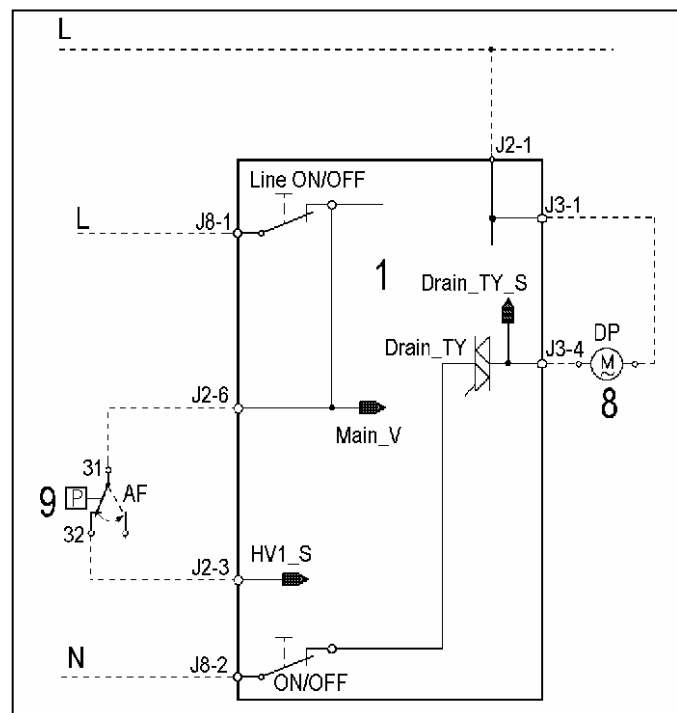 L
J2-1
Line ON/OFF
J3-1
L
J8-1
1
Drain_TY_S
Drain_TY
DP
J3-4
M
8
J2-6
Main_V
31
9
P
AF
32
HV1_S
J2-3
N
J8-2
ON/OFF